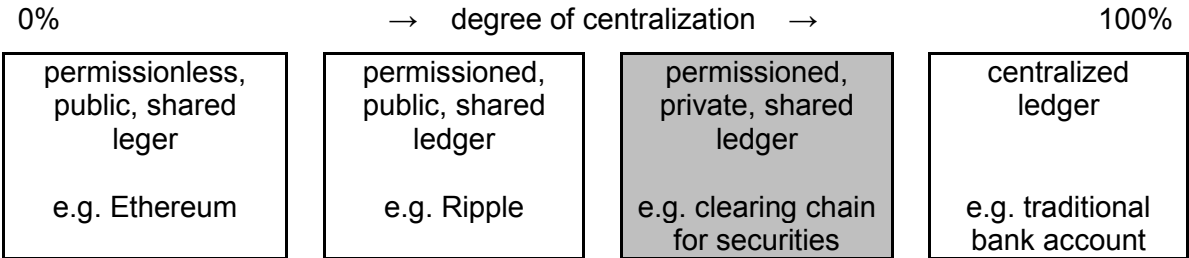 0% → degree of centralization → 100%
permissionless,
public, shared
leger
e.g. Ethereum
permissioned,
public, shared
ledger
e.g. Ripple
permissioned,
private, shared
ledger
e.g. clearing chain
for securities
centralized
ledger
e.g. traditional
bank account